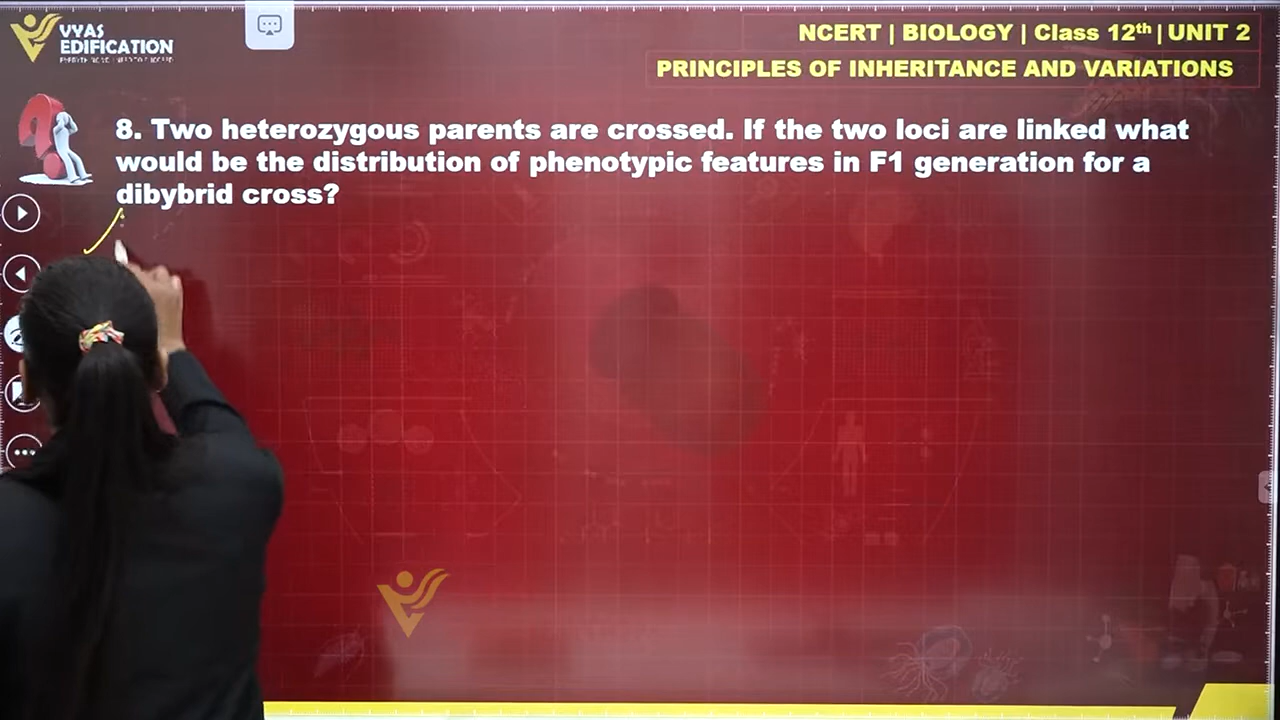 VYAS
EDIFICATION
NCERT | BIOLOGY | Class 12th | UNIT 2
PRINCIPLES OF INHERITANCE AND VARIATIONS
8. Two heterozygous parents are crossed. If the two loci are linked what
would be the distribution of phenotypic features in F1 generation for a
dibybrid cross?